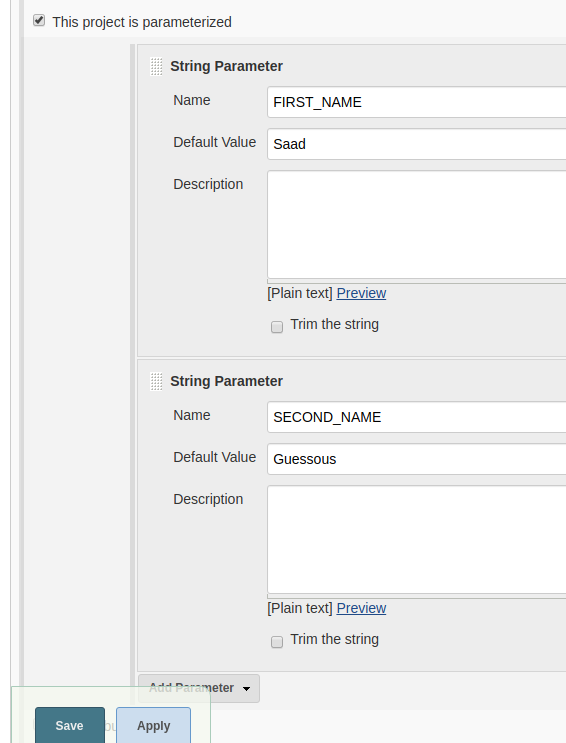 This project is parameterized
String Parameter
Name
FIRST_NAME
Default Value
Saad
Description
[Plain text] Preview
Trim the string
String Parameter
Name
SECOND_NAME
Default Value
Guessous
Description
[Plain text] Preview
Trim the string
Add Parameter
Save
Apply